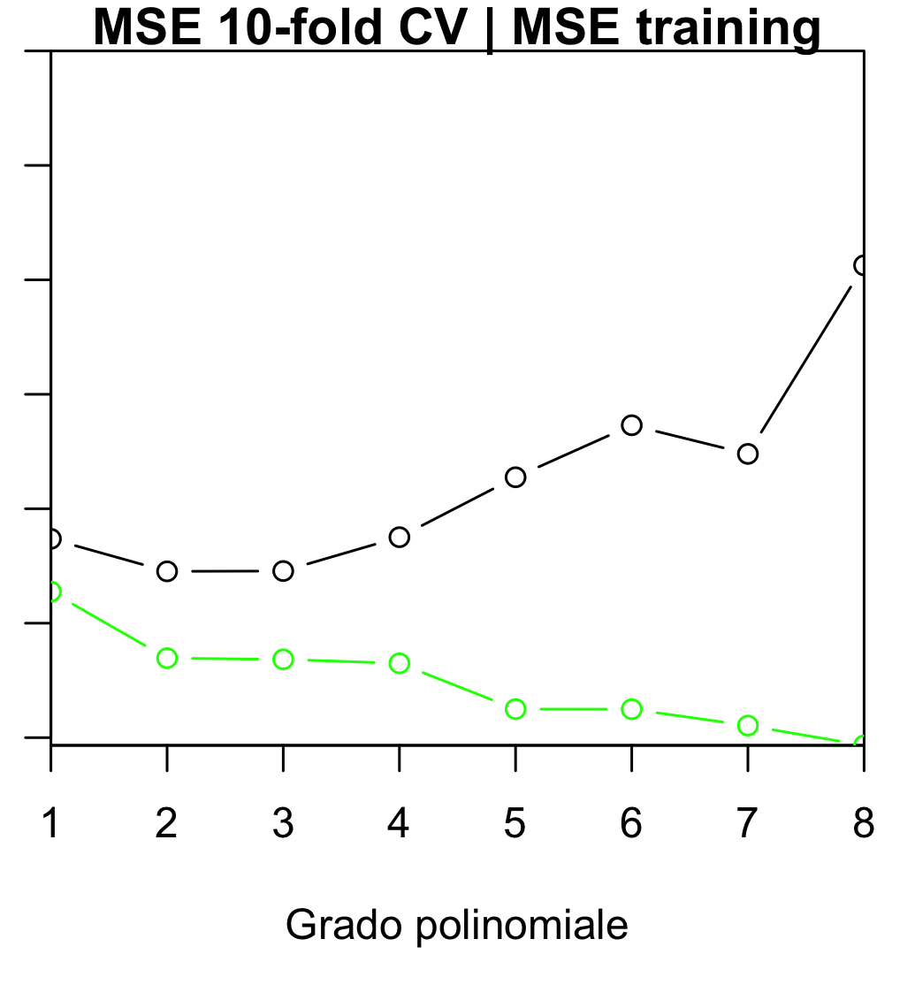 MSE 10-fold CV | MSE training
1 2 3 4 5 6 7 8
Grado polinomiale